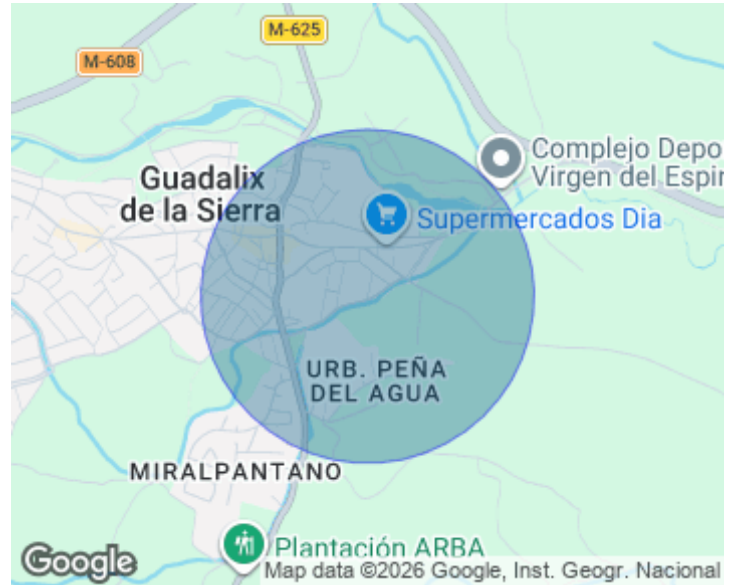 M-625
M-608
Complejo Depo
Virgen del Espir
Guadalix
de la Sierra
Supermercados Dia
URB. PEÑA
DEL AGUA
MIRALPANTANO
Plantación ARBA
Google
Map data ©2026 Google, Inst. Geogr. Nacional